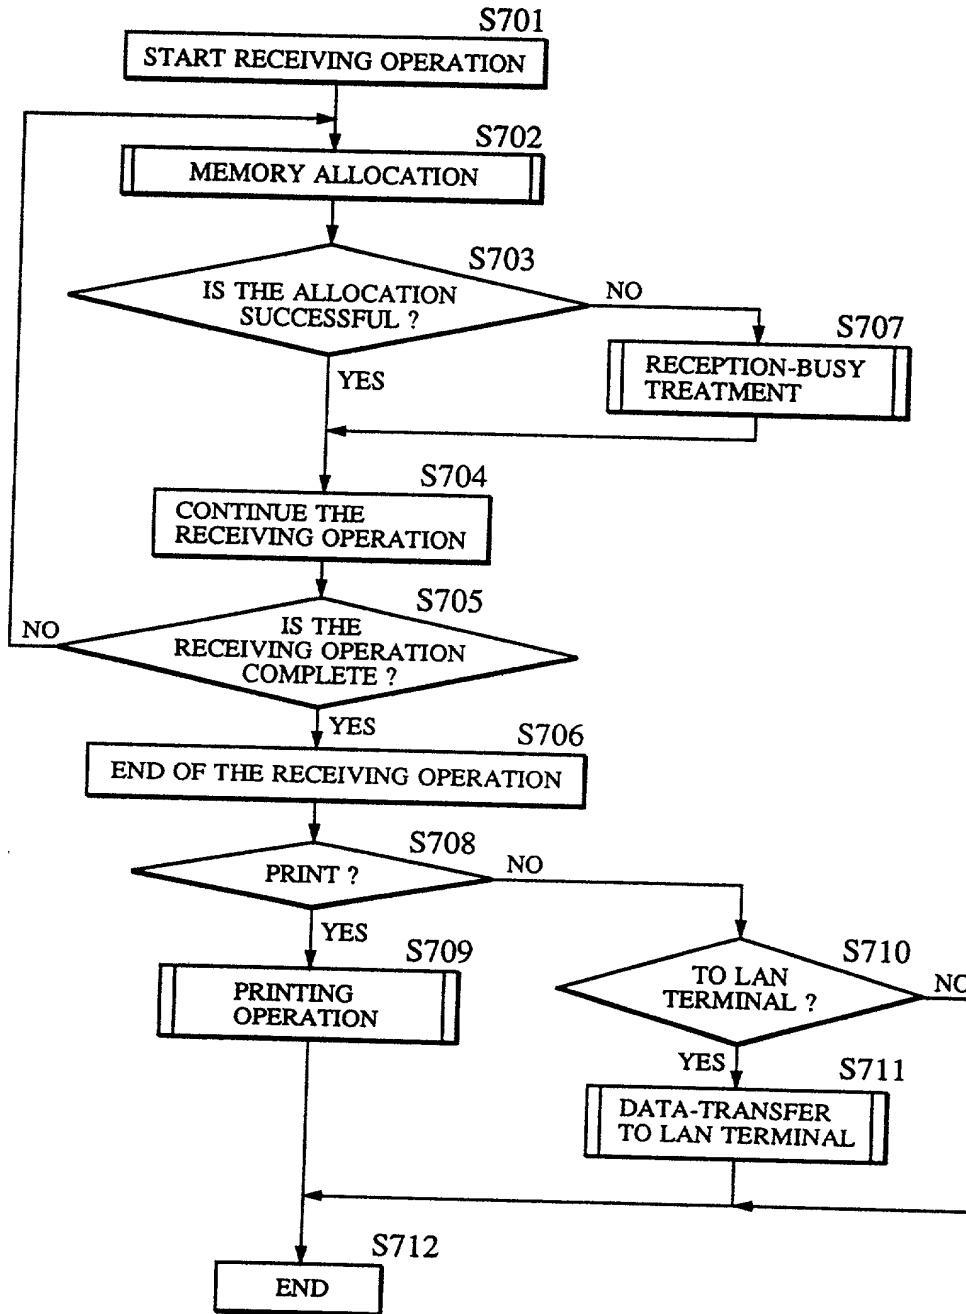 S701
START RECEIVING OPERATION
S702
MEMORY ALLOCATION
S703
IS THE ALLOCATION
SUCCESSFUL ?
NO
S707
YES
RECEPTION-BUSY
TREATMENT
S704
CONTINUE THE
RECEIVING OPERATION
S705
NO
IS THE
RECEIVING OPERATION
COMPLETE ?
YES
S706
END OF THE RECEIVING OPERATION
S708
PRINT ?
NO
YES
S709
PRINTING
OPERATION
S710
TO LAN
TERMINAL ?
NO
YES
S711
DATA-TRANSFER
TO LAN TERMINAL
S712
END